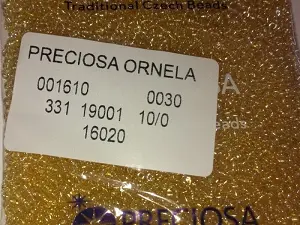 Traditional Czech Beads
PRECIOSA ORNELA
001610 0030
331 19001 10/0
16020
PRECIOSA